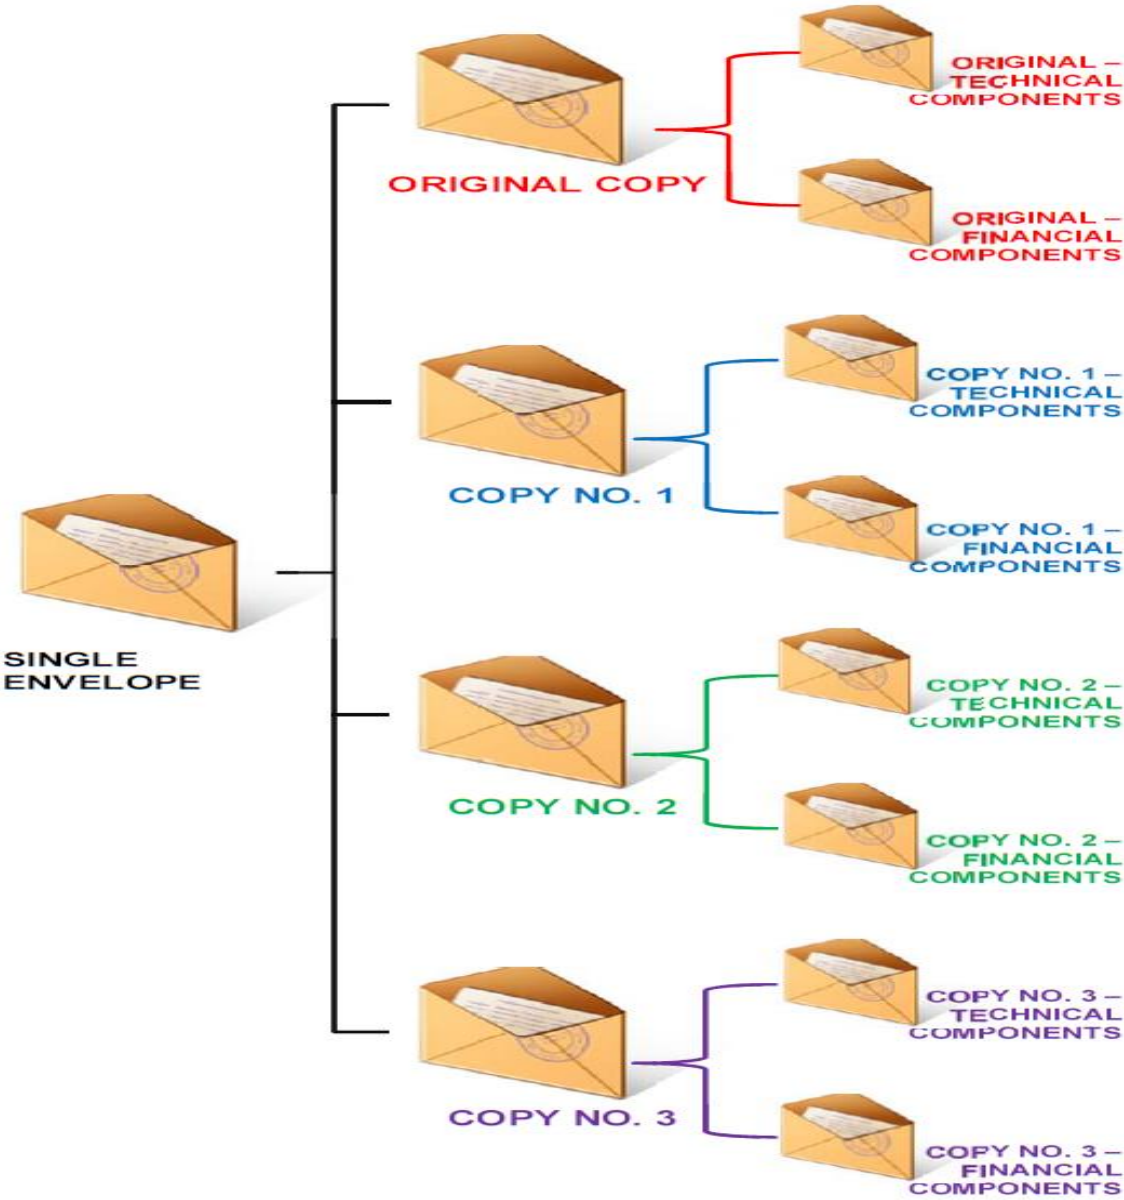 ORIGINAL –
TECHNICAL
COMPONENTS
ORIGINAL COPY
ORIGINAL –
FINANCIAL
COMPONENTS
COPY NO. 1 –
TECHNICAL
COMPONENTS
COPY NO. 1
COPY NO. 1 –
FINANCIAL
COMPONENTS
SINGLE
ENVELOPE
COPY NO. 2 –
TECHNICAL
COMPONENTS
COPY NO. 2
COPY NO. 2 –
FINANCIAL
COMPONENTS
COPY NO. 3 –
TECHNICAL
COMPONENTS
COPY NO. 3
COPY NO. 3 –
FINANCIAL
COMPONENTS